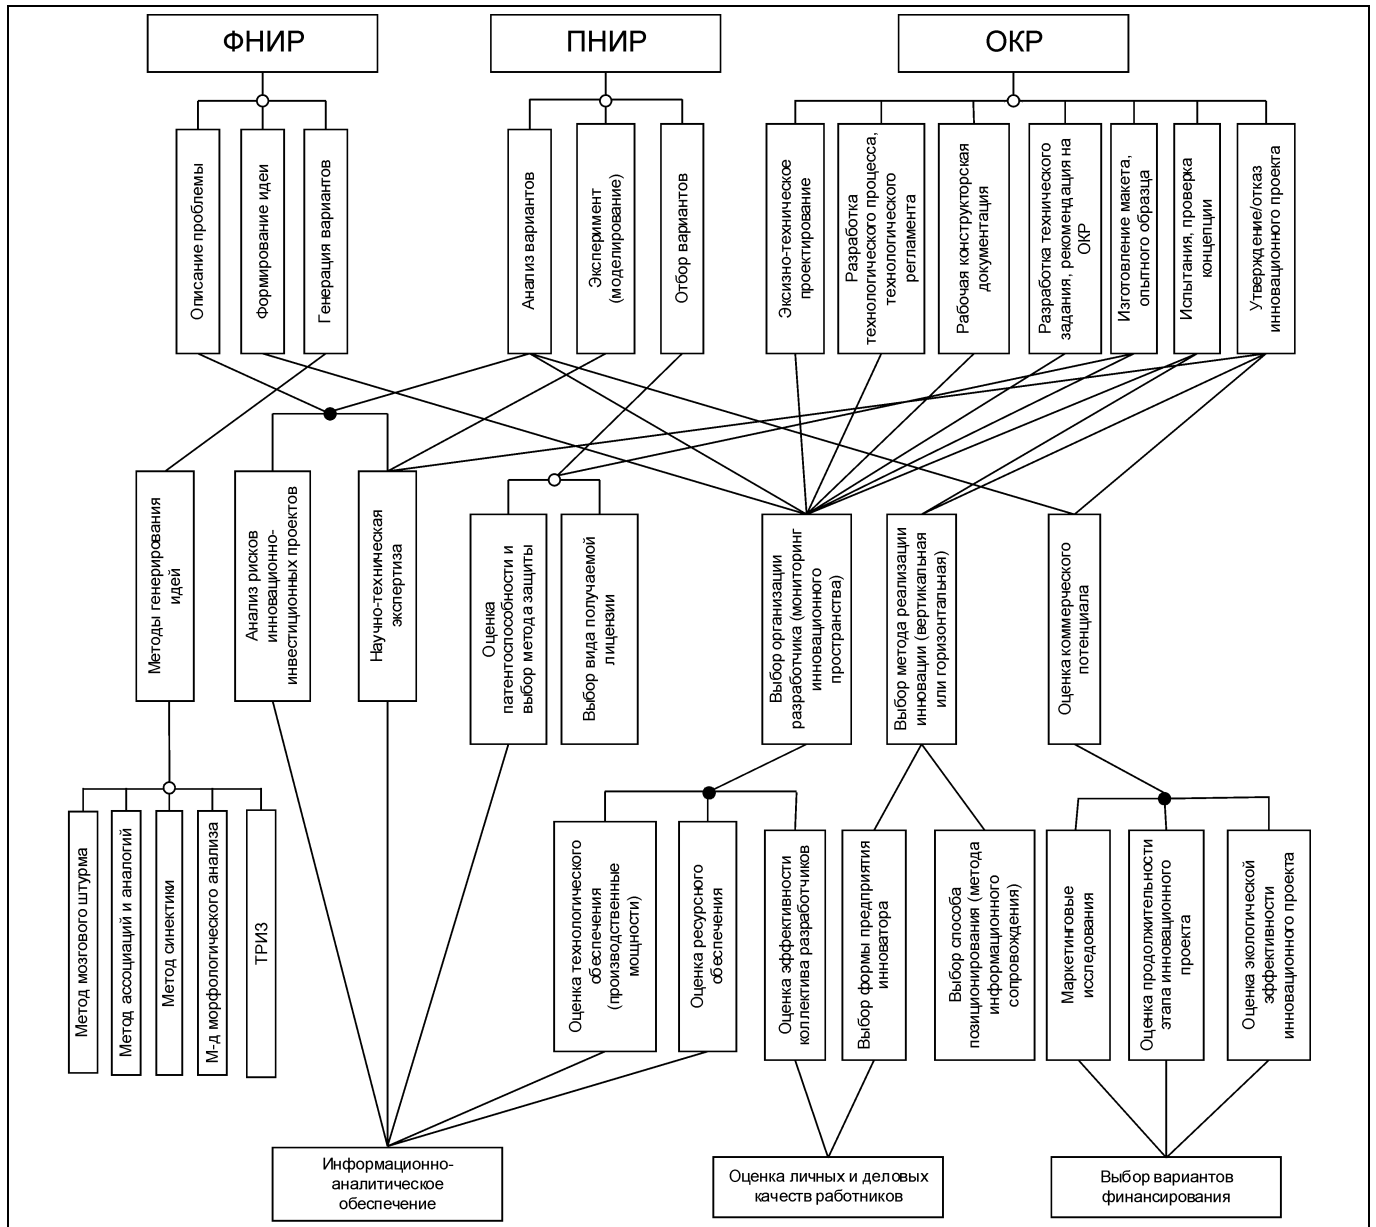 ФНИР
ПНИР
ОКР
Описание проблемы
Формирование идеи
Генерация вариантов
Анализ вариантов
Эксперимент
(моделирование)
Отбор вариантов
Эксизно-техническое
проектирование
Разработка
технологического процесса,
технологического
регламента
Рабочая конструкторская
документация
Разработка технического
задания, рекомендация на
ОКР
Изготовление макета,
опытного образца
Испытания, проверка
концепции
Утверждение/отказ
инновационного проекта
Методы генерирования
идей
Анализ рисков
инновационно-
инвестиционных проектов
Научно-техническая
экспертиза
Оценка
патентоспособности и
выбор метода защиты
Выбор вида получаемой
лицензии
Выбор организации
разработчика (мониторинг
инновационного
пространства)
Выбор метода реализации
инновации (вертикальная
или горизонтальная)
Оценка коммерческого
потенциала
Метод мозгового штурма
Метод ассоциаций и аналогий
Метод синектики
М-д морфологического анализа
ТРИЗ
Оценка технологического
обеспечения
(производственные
мощности)
Оценка ресурсного
обеспечения
Оценка эффективности
коллектива разработчиков
Выбор формы предприятия
инноватора
Выбор способа
позиционирования (метода
информационного
сопровождения)
Маркетинговые
исследования
Оценка продолжительности
этапа инновационного
проекта
Оценка экологической
эффективности
инновационного проекта
Информационно-
аналитическое
обеспечение
Оценка личных и деловых
качеств работников
Выбор вариантов
финансирования